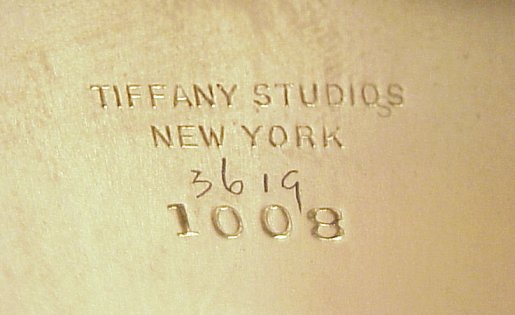 TIFFANY STUDIOS
NEW YORK
3619
1008